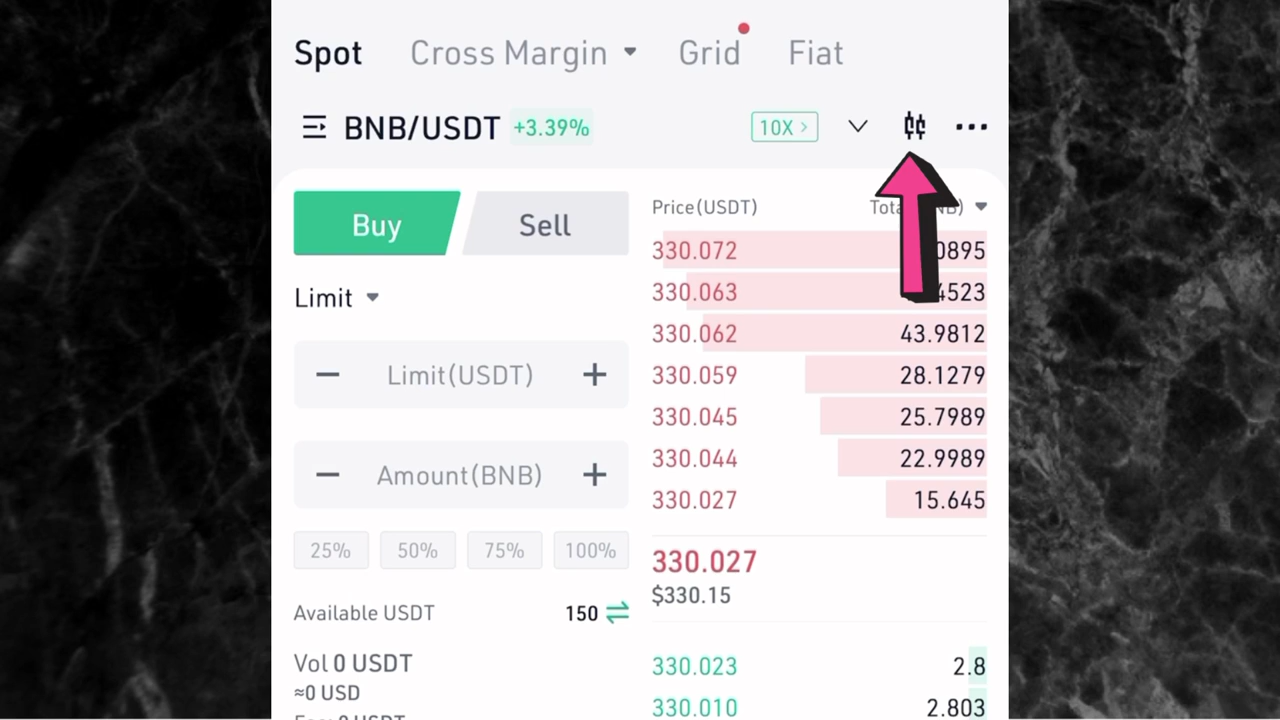 Spot Cross Margin Grid Fiat
BNB/USDT +3.39% 10X >
Buy Sell
Limit
Limit(USDT)
Amount(BNB)
25% 50% 75% 100%
Available USDT 150
Vol 0 USDT
≈0 USD
Price(USDT)
330.072
330.063
330.062 43.9812
330.059 28.1279
330.045 25.7989
330.044 22.9989
330.027 15.645
330.027
$330.15
330.023 2.8
330.010 2.803